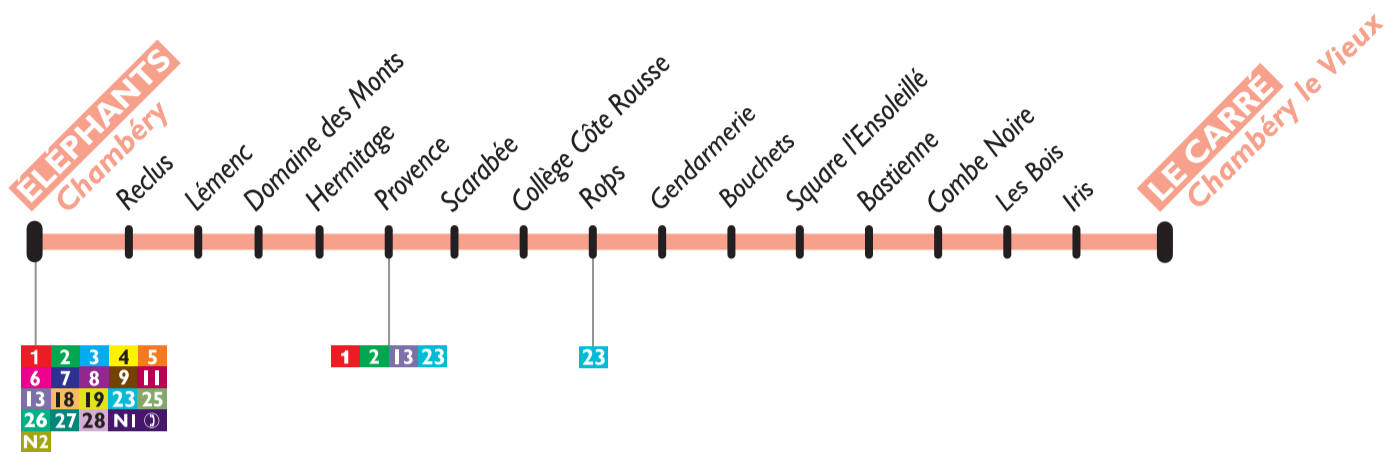 ÉLÉPHANTS
Chambéry
Reclus
Lémenc
Domaine des Monts
Hermitage
Provence
Scarabée
Collège Côte Rousse
Rops
Gendarmerie
Bouchets
Square l'Ensoleillé
Bastienne
Combe Noire
Les Bois
Iris
LE CARRÉ
Chambéry le Vieux
1 2 3 4 5
6 7 8 9 11
13 18 19 23 25
26 27 28 N1
N2
1 2 13 23
23